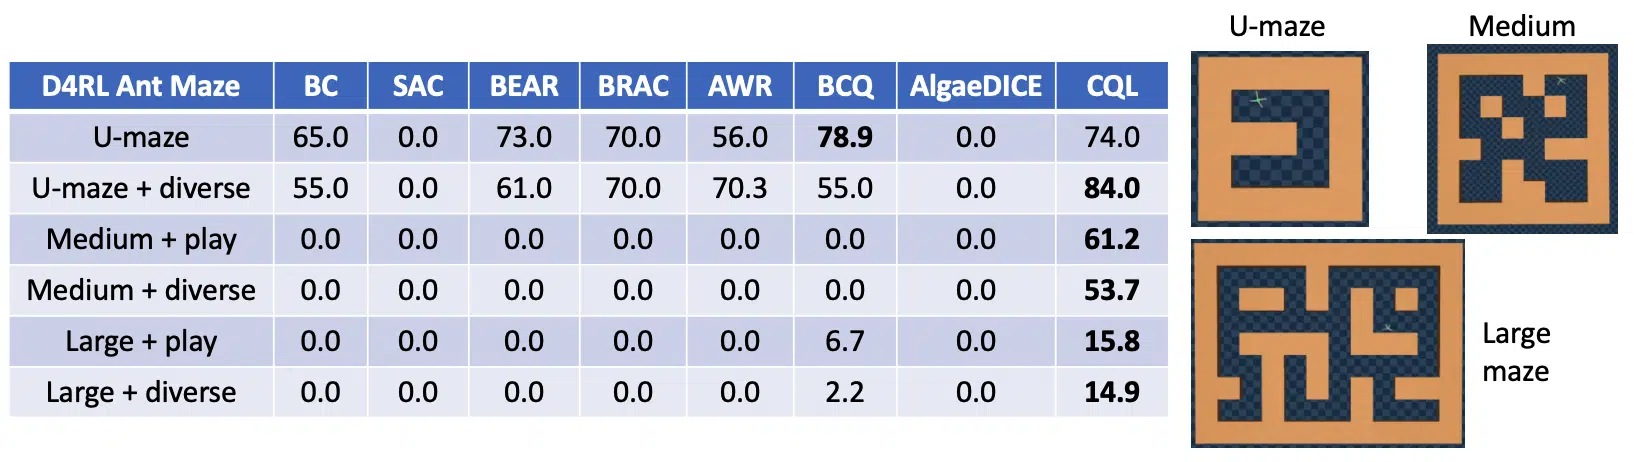 D4RL Ant Maze BC SAC BEAR BRAC AWR BCQ AlgaeDICE CQL
U-maze 65.0 0.0 73.0 70.0 56.0 78.9 0.0 74.0
U-maze + diverse 55.0 0.0 61.0 70.0 70.3 55.0 0.0 84.0
Medium + play 0.0 0.0 0.0 0.0 0.0 0.0 0.0 61.2
Medium + diverse 0.0 0.0 0.0 0.0 0.0 0.0 0.0 53.7
Large + play 0.0 0.0 0.0 0.0 0.0 6.7 0.0 15.8
Large + diverse 0.0 0.0 0.0 0.0 0.0 2.2 0.0 14.9
U-maze
Medium
Large
maze